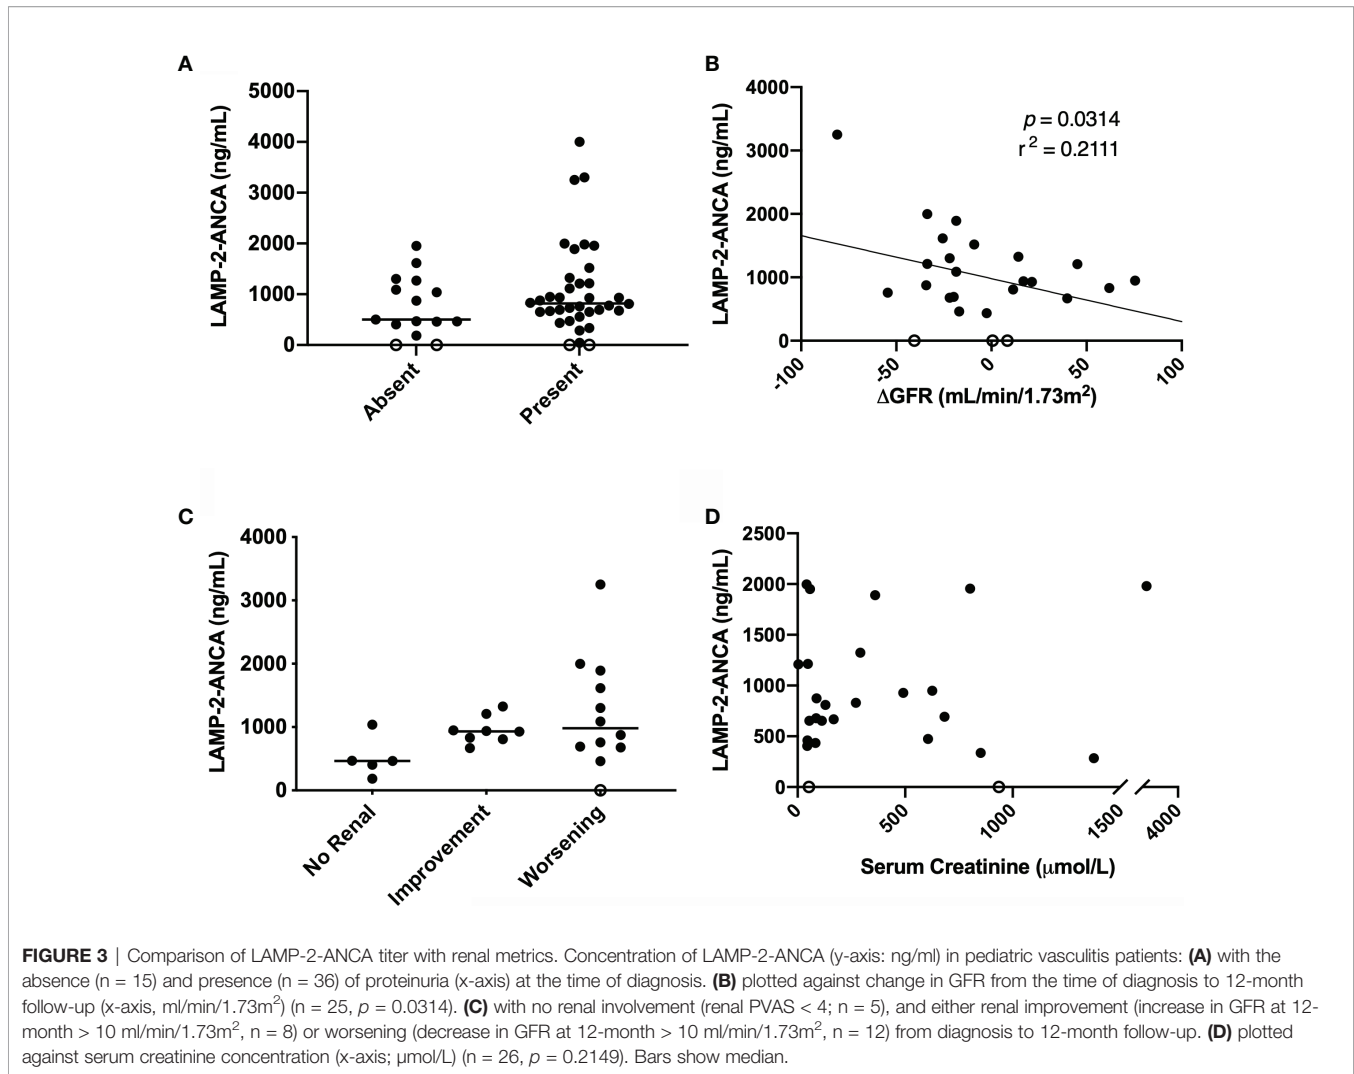 A
LAMP-2-ANCA (ng/mL)
5000
4000
3000
2000
1000
0
Absent
Present
B
LAMP-2-ANCA (ng/mL)
4000
3000
2000
1000
0
p = 0.0314
r² = 0.2111
-100
-50
0
50
100
ΔGFR (mL/min/1.73m²)
C
LAMP-2-ANCA (ng/mL)
4000
3000
2000
1000
0
No Renal
Improvement
Worsening
D
LAMP-2-ANCA (ng/mL)
2500
2000
1500
1000
500
0
0
500
1000
1500
4000
Serum Creatinine (μmol/L)
FIGURE 3 | Comparison of LAMP-2-ANCA titer with renal metrics. Concentration of LAMP-2-ANCA (y-axis: ng/ml) in pediatric vasculitis patients: (A) with the
absence (n = 15) and presence (n = 36) of proteinuria (x-axis) at the time of diagnosis. (B) plotted against change in GFR from the time of diagnosis to 12-month
follow-up (x-axis, ml/min/1.73m²) (n = 25, p = 0.0314). (C) with no renal involvement (renal PVAS < 4; n = 5), and either renal improvement (increase in GFR at 12-
month > 10 ml/min/1.73m², n = 8) or worsening (decrease in GFR at 12-month > 10 ml/min/1.73m², n = 12) from diagnosis to 12-month follow-up. (D) plotted
against serum creatinine concentration (x-axis; μmol/L) (n = 26, p = 0.2149). Bars show median.